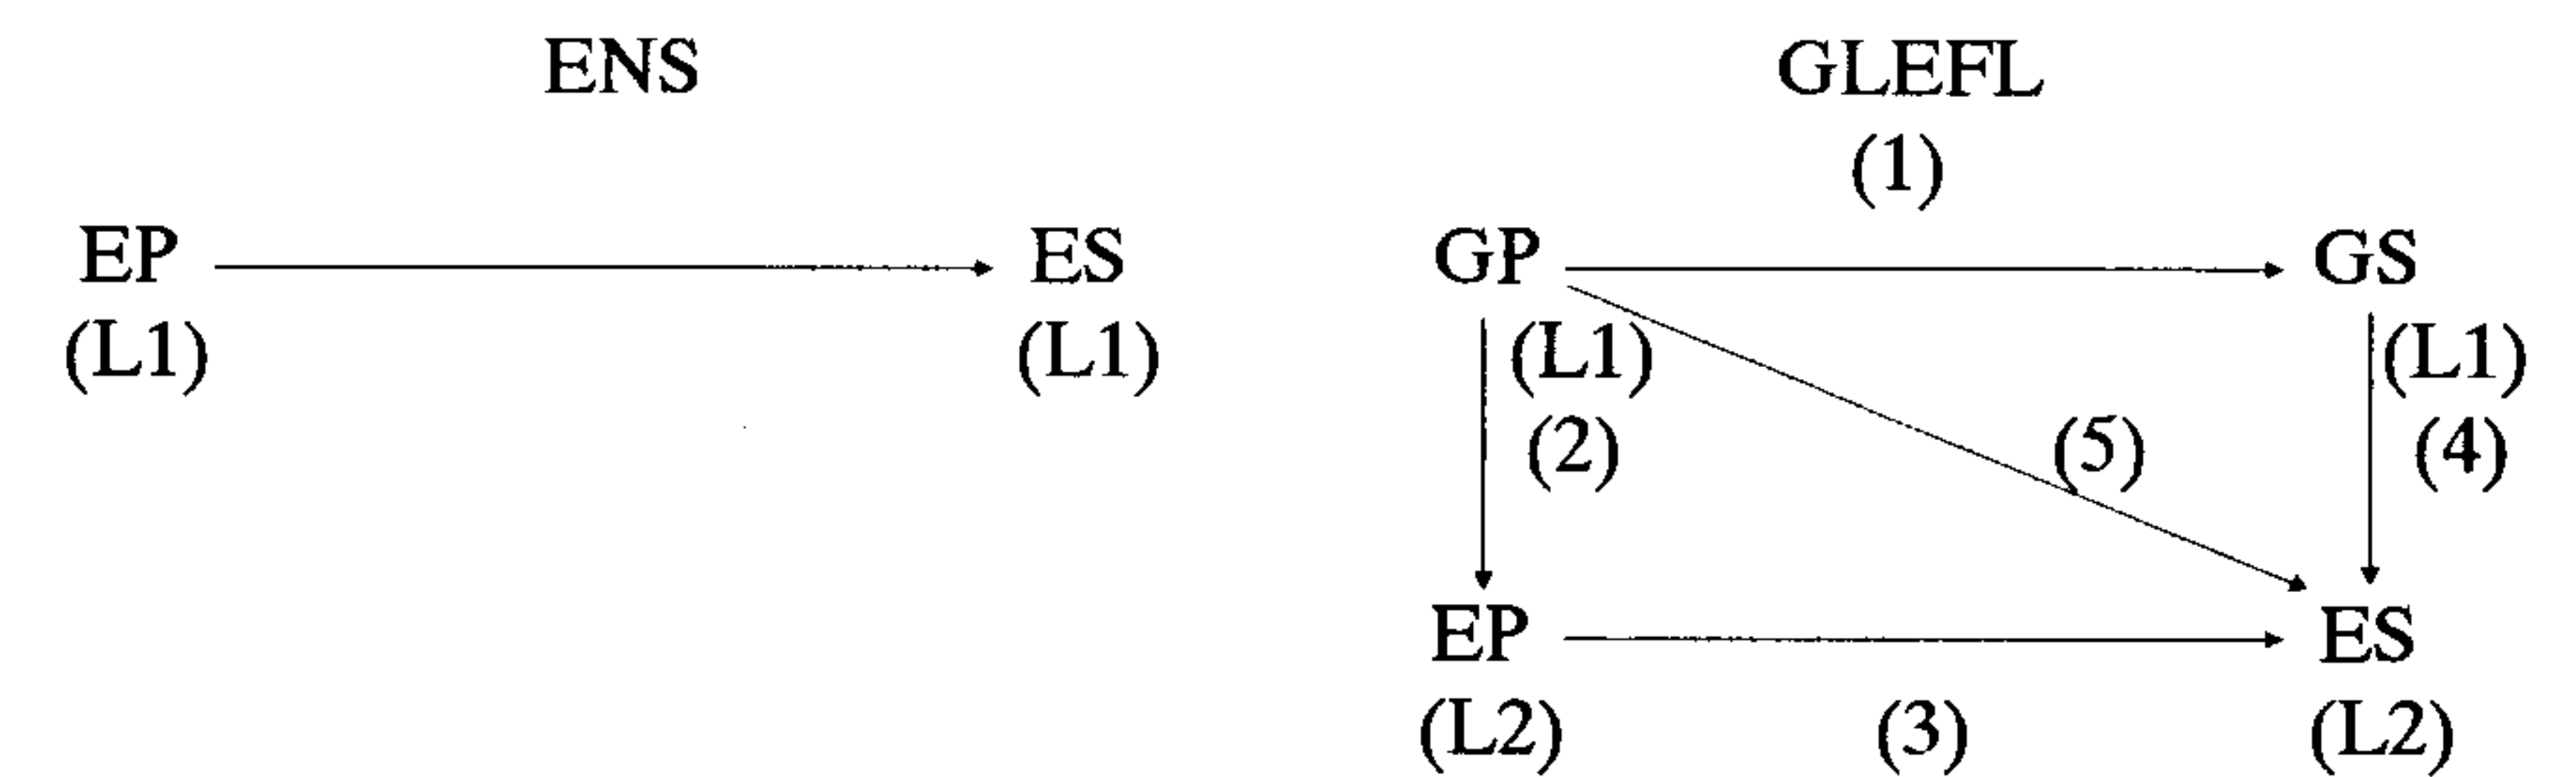 ENS
EP
(L1)
ES
(L1)
GLEFL
(1)
GP
GS
(L1)
(L1)
(2)
(5)
(4)
EP
ES
(L2)
(3)
(L2)